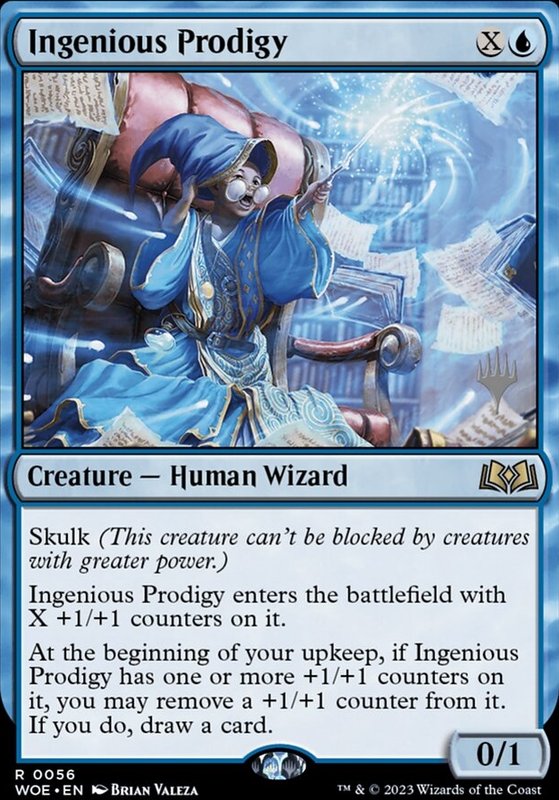 Ingenious Prodigy X
Creature — Human Wizard
Skulk (This creature can't be blocked by creatures
with greater power.)
Ingenious Prodigy enters the battlefield with
X +1/+1 counters on it.
At the beginning of your upkeep, if Ingenious
Prodigy has one or more +1/+1 counters on
it, you may remove a +1/+1 counter from it.
If you do, draw a card.
0/1
R 0056
WOE • EN Brian Valeza
™ & © 2023 Wizards of the Coast